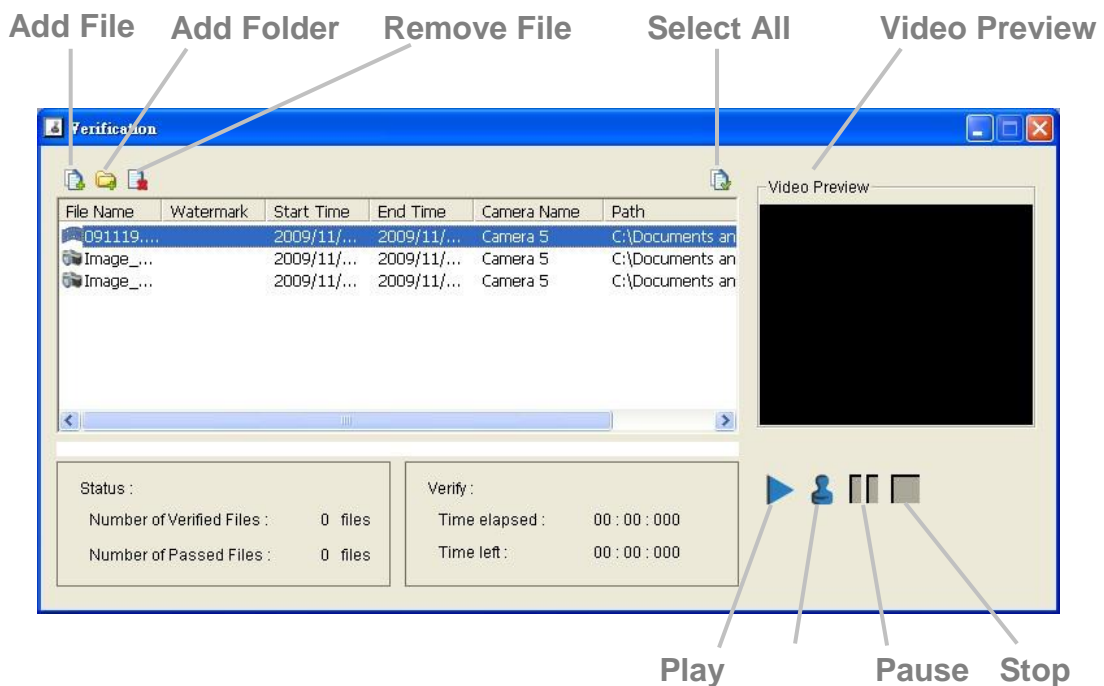 Add File Add Folder Remove File Select All Video Preview
Verification
Video Preview
File Name Watermark Start Time End Time Camera Name Path
091119.... 2009/11/... 2009/11/... Camera 5 C:\Documents an
Image_... 2009/11/... 2009/11/... Camera 5 C:\Documents an
Image_... 2009/11/... 2009/11/... Camera 5 C:\Documents an
Status :
Number of Verified Files : 0 files
Number of Passed Files : 0 files
Verify :
Time elapsed : 00 : 00 : 000
Time left : 00 : 00 : 000
Play Pause Stop